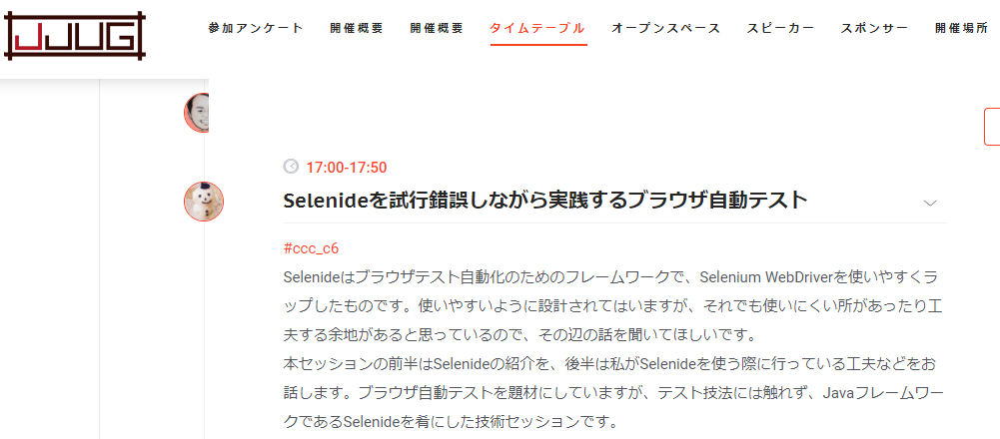 JJUG 参加アンケート 開催概要 開催概要 タイムテーブル オープンスペース スピーカー スポンサー 開催場所
17:00-17:50
Selenideを試行錯誤しながら実践するブラウザ自動テスト
#ccc_c6
Selenideはブラウザテスト自動化のためのフレームワークで、Selenium WebDriverを使いやすくラ
ップしたものです。使いやすいように設計されてはいますが、それでも使いにくい所があったり工
夫する余地があると思っているので、その辺の話を聞いてほしいです。
本セッションの前半はSelenideの紹介を、後半は私がSelenideを使う際に行っている工夫などをお
話します。ブラウザ自動テストを題材にしていますが、テスト技法には触れず、Javaフレームワー
クであるSelenideを肴にした技術セッションです。